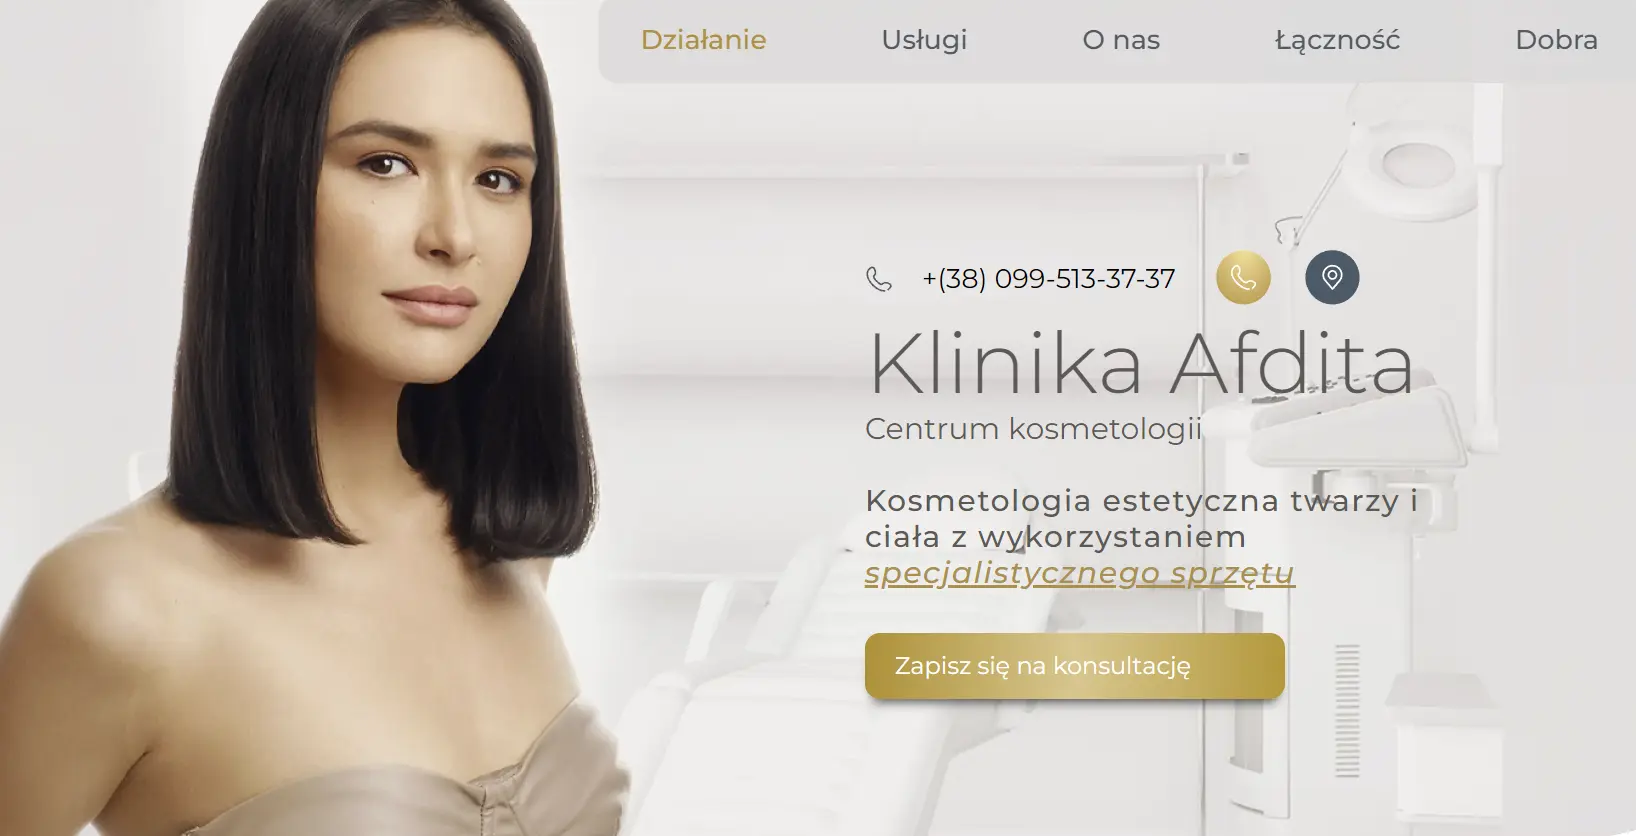 Działanie Usługi O nas Łączność Dobra
+(38) 099-513-37-37
Klinika Afdita
Centrum kosmetologii
Kosmetologia estetyczna twarzy i
ciała z wykorzystaniem
specjalistycznego sprzętu
Zapisz się na konsultację